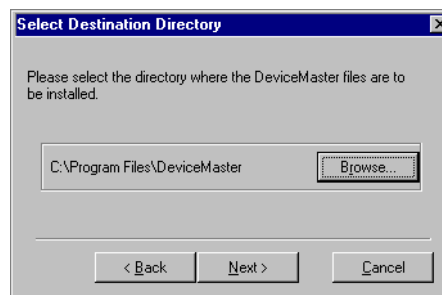 Select Destination Directory
Please select the directory where the DeviceMaster files are to
be installed.
C:\Program Files\DeviceMaster
Browse...
< Back
Next >
Cancel